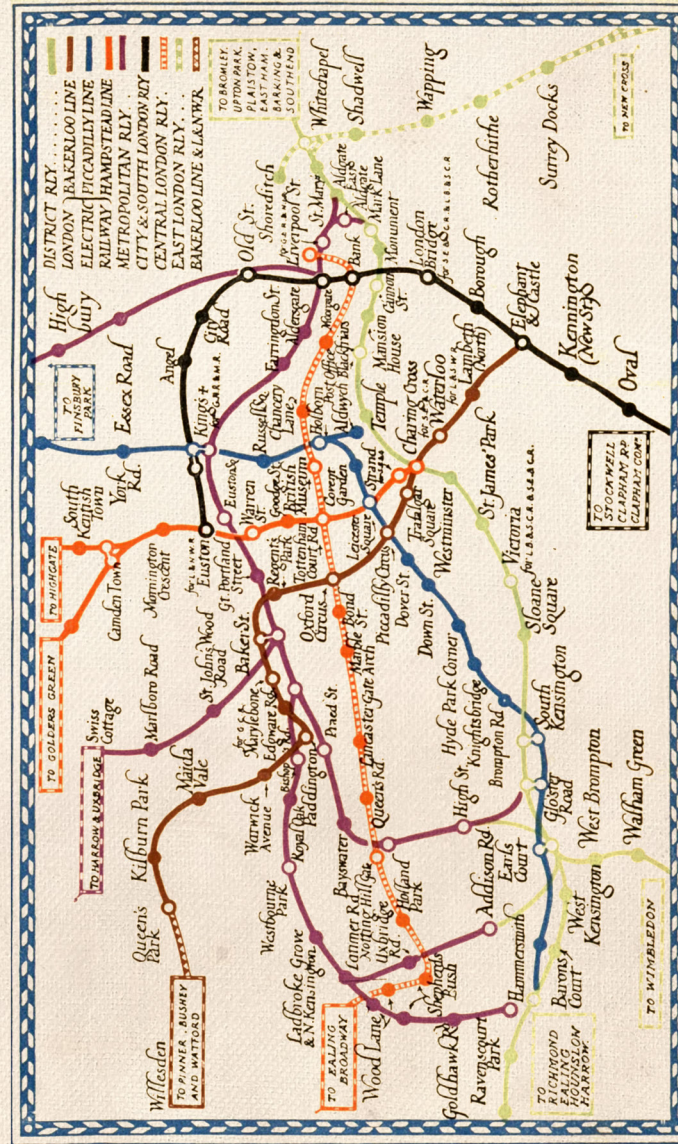 DISTRICT RLY.
LONDON BAKERLOO LINE
ELECTRIC PICCADILLY LINE
RAILWAY HAMPSTEAD LINE
METROPOLITAN RLY.
CITY & SOUTH LONDON RLY
CENTRAL LONDON RLY.
EAST LONDON RLY.
BAKERLOO LINE & L&N.W.R
TO HIGHGATE
TO GOLDERS GREEN
TO FINSBURY
PARK
TO HARROW & UXBRIDGE
High
bury
South
Kentish
Town
York
Rd.
Essex Road
Camden Town
Mornington
Crescent
Swiss
Cottage
Marlboro Road
St. John's Wood
Road
Kilburn Park
Maida
Vale
Queen's
Park
Willesden
TO PINNER. BUSHEY
AND WATFORD
Warwick
Avenue
Angel
City
Road
Old St.
King's +
for L.&N.W.R.
Euston
Euston Sq
Gt. Portland
Street
Baker St.
Regent's
Park
Warren
St.
Goodge St.
Russell Sq
for G.C.R.
Marylebone
Edgware Rd.
Bishops
Rd.
Paddington
Royal Oak
Westbourne
Park
Ladbroke Grove
& N.Kensington
Praed St.
Bayswater
Latimer Rd.
Notting Hill Gate
Uxbridge
Rd.
Holland
Park
Shepherds
Bush
TO EALING
BROADWAY
Wood Lane
Goldhawk Rd
Ravenscourt
Park
Hammersmith
Addison Rd.
Queen's Rd.
Lancaster Gate
Marble
Arch
Bond
St
Oxford
Circus
Tottenham
Court Rd
British
Museum
Holborn
Chancery
Lane
Post Office
Bank
Farringdon St.
Aldersgate
Moorgate
Liverpool St
Shoreditch
for G.E.R.&N.L.R.
St. Mary's
Aldgate
East
Aldgate
Mark Lane
Monument
Cannon
St.
Mansion
House
Blackfriars
Temple
Aldwych
Covent
Garden
Strand
Leicester
Square
Piccadilly Circus
Dover St.
Down St.
Hyde Park Corner
Knightsbridge
Brompton Rd.
Trafalgar
Square
Charing Cross
Waterloo
for L.&S.W.R
Lambeth
(North)
Westminster
St James' Park
Victoria
for L.B.&S.C.R. & S.E.&C.R.
Sloane
Square
South
Kensington
High St.
Gloster
Road
Earls
Court
West Brompton
Walham Green
West
Kensington
Barons
Court
TO WIMBLEDON
TO
RICHMOND
EALING
HOUNSLOW
HARROW.
London
Bridge
for S.E.&C.R. & L.B.&S.C.R
Borough
Elephant
& Castle
Kennington
(New St.)
Oval
TO
STOCKWELL
CLAPHAM RD
CLAPHAM COMN
TO BROMLEY.
UPTON PARK,
PLAISTOW,
EAST HAM.
BARKING &
SOUTHEND
Whitechapel
Shadwell
Wapping
Rotherhithe
Surrey Docks
TO NEW CROSS